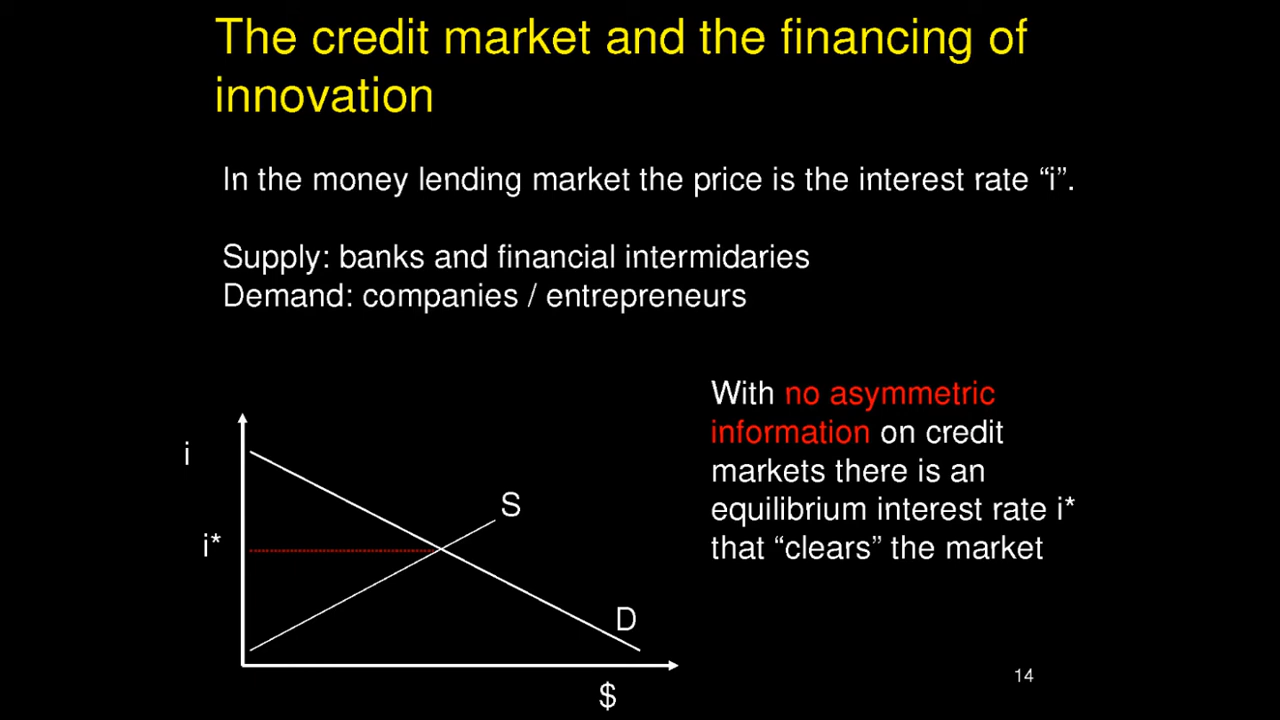 The credit market and the financing of
innovation
In the money lending market the price is the interest rate “i”.
Supply: banks and financial intermidaries
Demand: companies / entrepreneurs
With no asymmetric
information on credit
markets there is an
equilibrium interest rate i*
that “clears” the market
i
S
i*
D
$
14